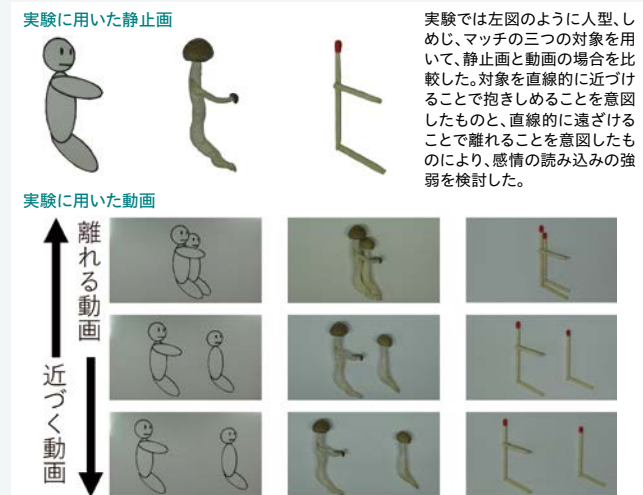 実験に用いた静止画
実験では左図のように人型、し
めじ、マッチの三つの対象を用
いて、静止画と動画の場合を比
較した。対象を直線的に近づけ
ることで抱きしめることを意図
したものと、直線的に遠ざける
ことで離れることを意図したも
のにより、感情の読み込みの強
弱を検討した。
実験に用いた動画
離れる動画
近づく動画